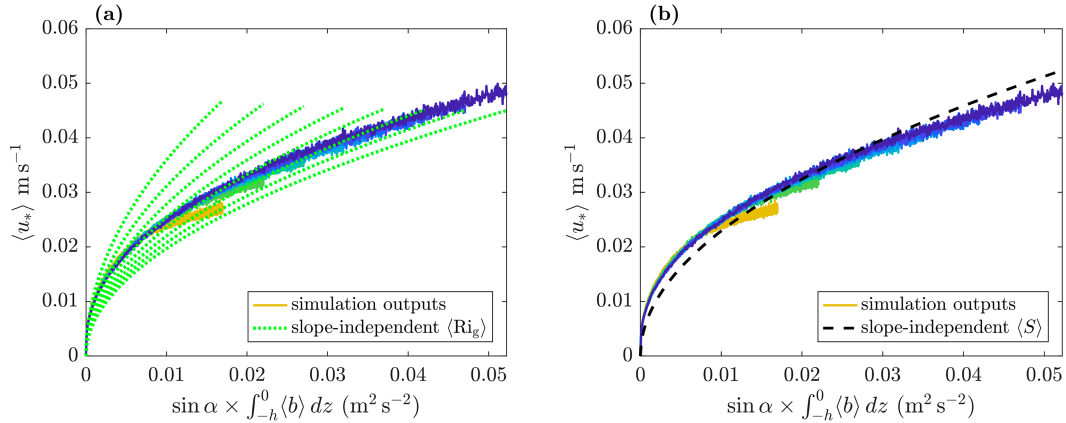 (a)
0.06
0.05
0.04
0.03
0.02
0.01
0
⟨u∗⟩ m s⁻¹
simulation outputs
slope-independent ⟨Ri_g⟩
0 0.01 0.02 0.03 0.04 0.05
sin α × ∫₋ₕ⁰⟨b⟩ dz (m² s⁻²)
(b)
0.06
0.05
0.04
0.03
0.02
0.01
0
⟨u∗⟩ m s⁻¹
simulation outputs
slope-independent ⟨S⟩
0 0.01 0.02 0.03 0.04 0.05
sin α × ∫₋ₕ⁰⟨b⟩ dz (m² s⁻²)